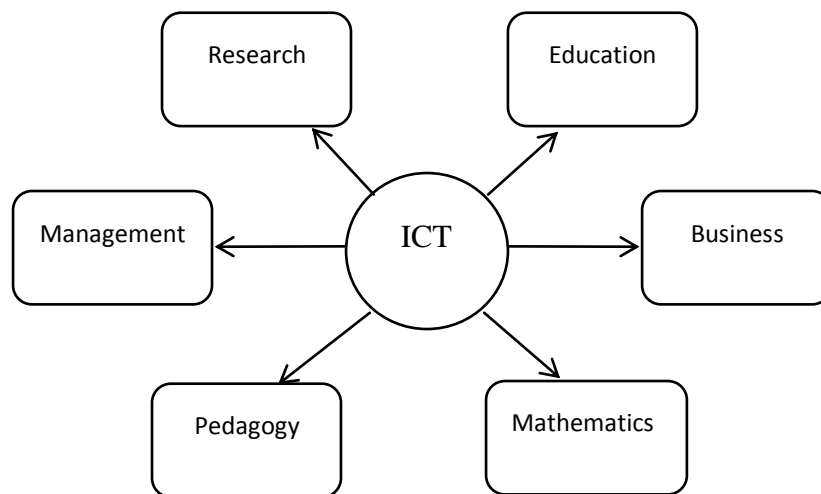 Research
Education
Management
ICT
Business
Pedagogy
Mathematics